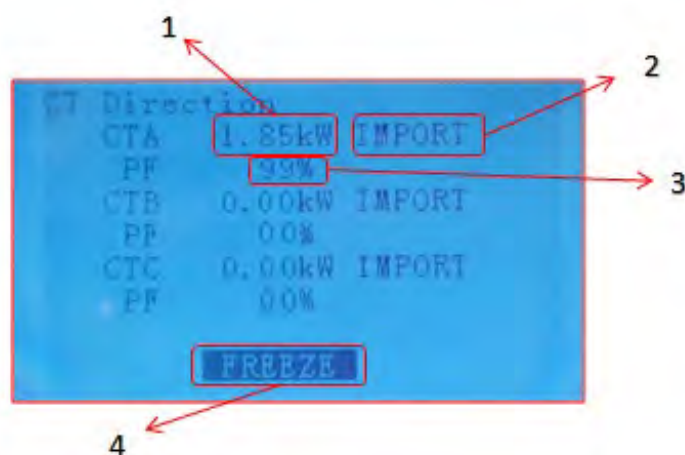 1
2
CT Direction
CTA 1.85kW IMPORT
PF 99%
3
CTB 0.00kW IMPORT
PF 00%
CTC 0.00kW IMPORT
PF 00%
FREEZE
4